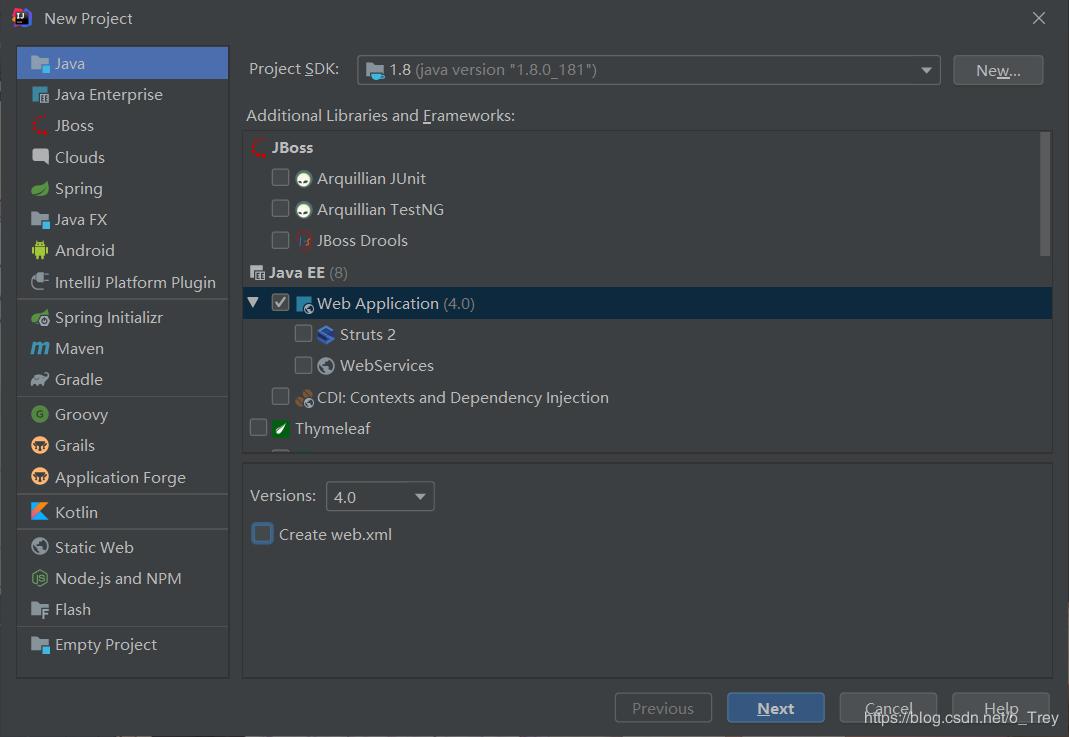 New Project
Java
Java Enterprise
JBoss
Clouds
Spring
Java FX
Android
IntelliJ Platform Plugin
Spring Initializr
Maven
Gradle
Groovy
Grails
Application Forge
Kotlin
Static Web
Node.js and NPM
Flash
Empty Project
Project SDK: 1.8 (java version "1.8.0_181") New...
Additional Libraries and Frameworks:
JBoss
Arquillian JUnit
Arquillian TestNG
JBoss Drools
Java EE (8)
Web Application (4.0)
Struts 2
WebServices
CDI: Contexts and Dependency Injection
Thymeleaf
Versions: 4.0
Create web.xml
Previous Next Cancel Help
https://blog.csdn.net/o_Trey